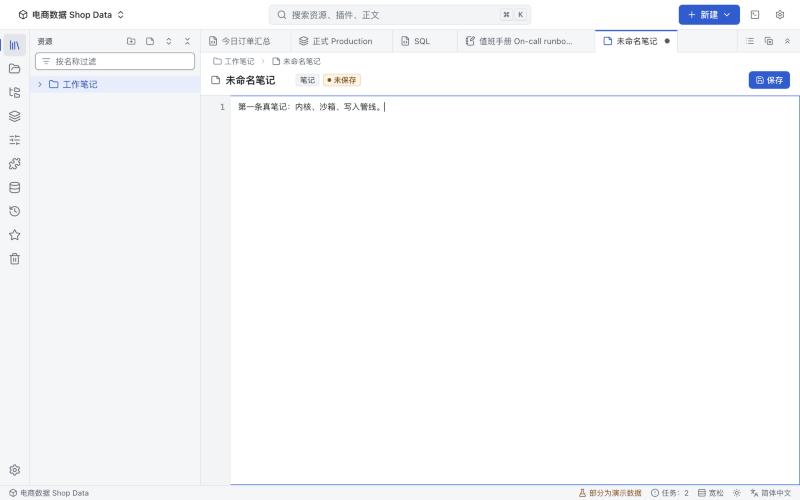 电商数据 Shop Data
搜索资源、插件、正文
⌘ K
新建
资源
今日订单汇总
正式 Production
SQL
值班手册 On-call runbo...
未命名笔记
按名称过滤
工作笔记 > 未命名笔记
工作笔记
未命名笔记
笔记
未保存
保存
1 第一条真笔记：内核、沙箱、写入管线。
电商数据 Shop Data
部分为演示数据
任务：2
宽松
简体中文